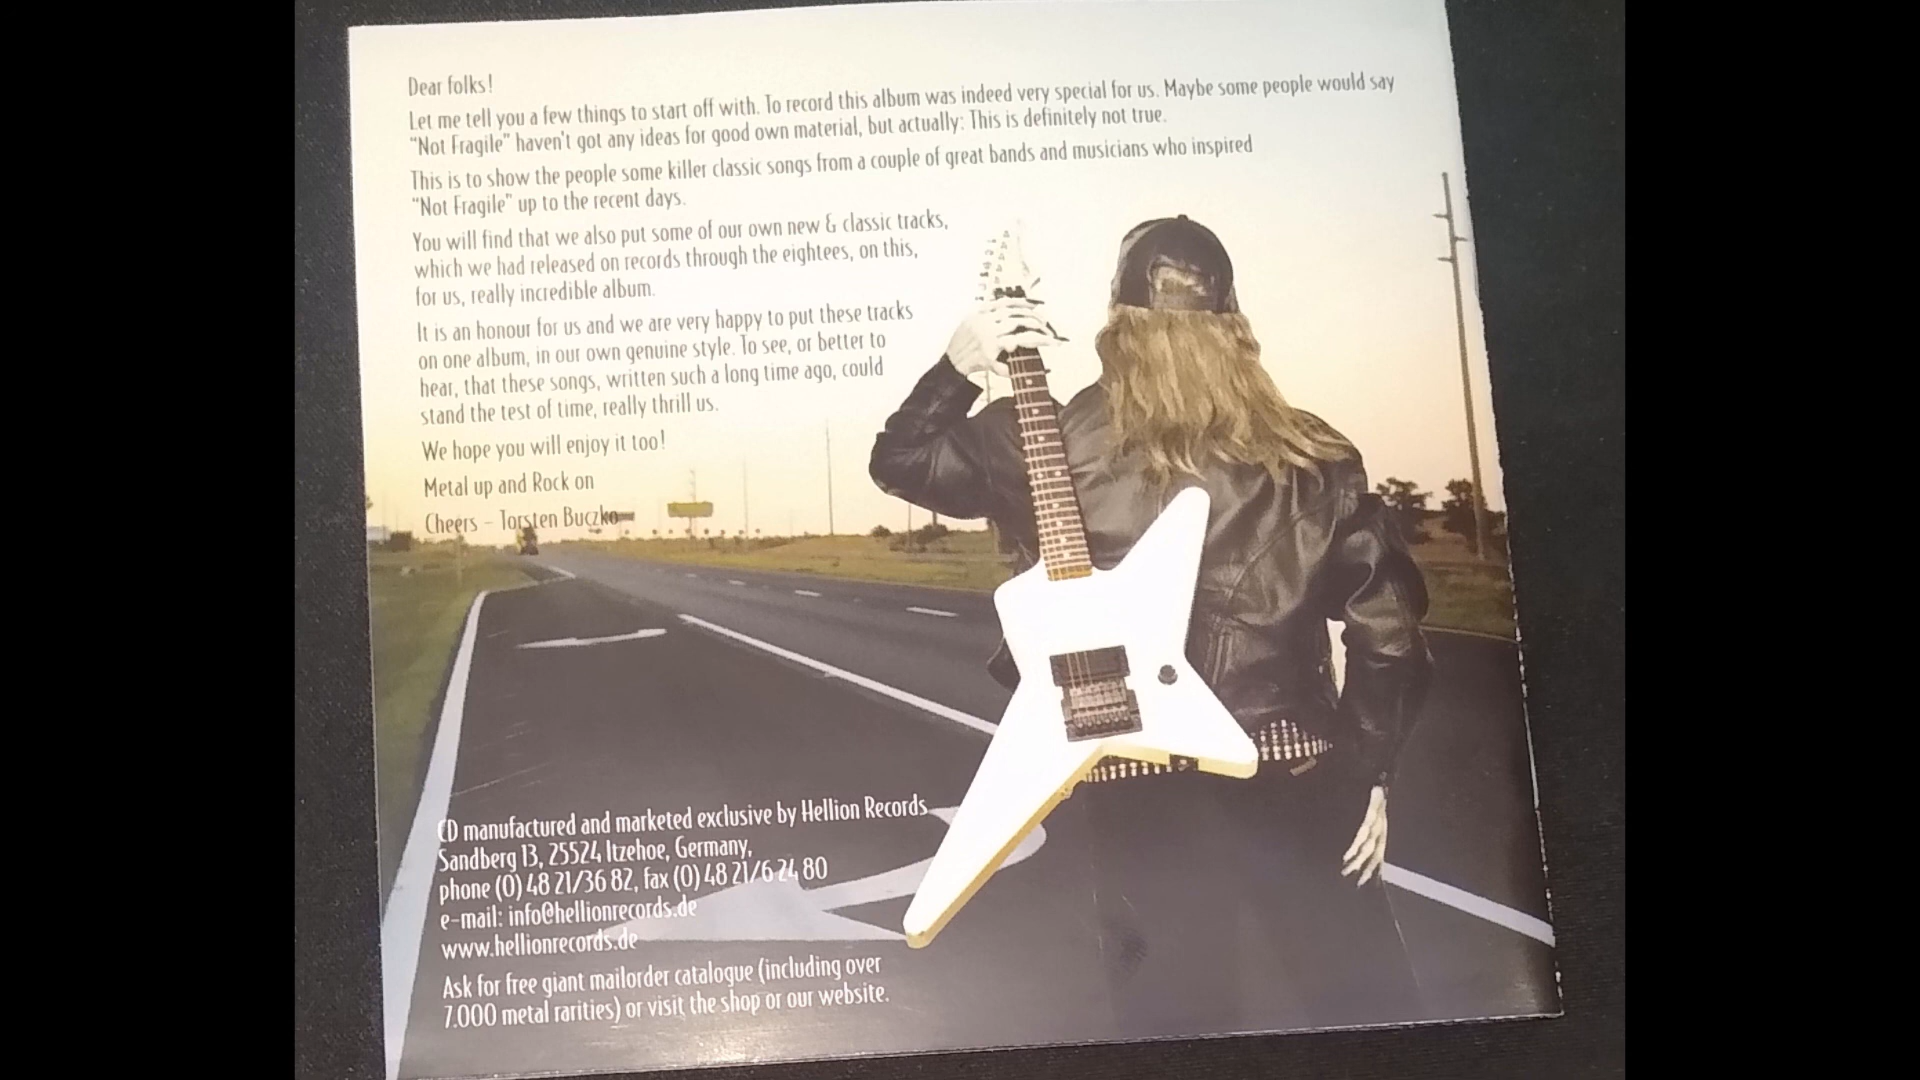 Dear folks!
Let me tell you a few things to start off with. To record this album was indeed very special for us. Maybe some people would say
"Not Fragile" haven't got any ideas for good own material, but actually: This is definitely not true.
This is to show the people some killer classic songs from a couple of great bands and musicians who inspired
"Not Fragile" up to the recent days.
You will find that we also put some of our own new & classic tracks,
which we had released on records through the eightees, on this,
for us, really incredible album.
It is an honour for us and we are very happy to put these tracks
on one album, in our own genuine style. To see, or better to
hear, that these songs, written such a long time ago, could
stand the test of time, really thrill us.
We hope you will enjoy it too!
Metal up and Rock on
Cheers – Torsten Buczko
CD manufactured and marketed exclusive by Hellion Records
Sandberg 13, 25524 Itzehoe, Germany,
phone (0) 48 21/36 82, fax (0) 48 21/6 24 80
e-mail: info@hellionrecords.de
www.hellionrecords.de
Ask for free giant mailorder catalogue (including over
7.000 metal rarities) or visit the shop or our website.